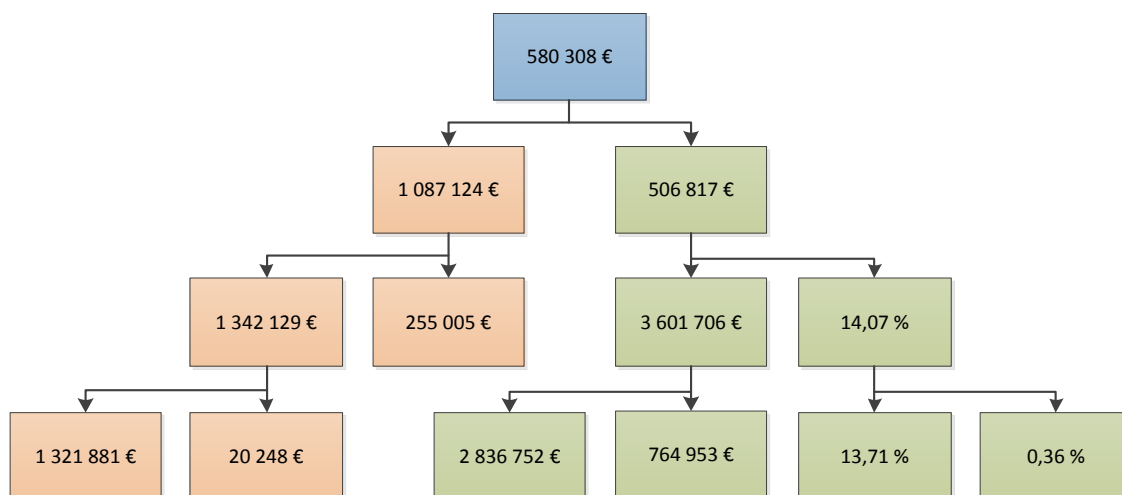 580 308 €
1 087 124 €
506 817 €
1 342 129 €
255 005 €
3 601 706 €
14,07 %
1 321 881 €
20 248 €
2 836 752 €
764 953 €
13,71 %
0,36 %